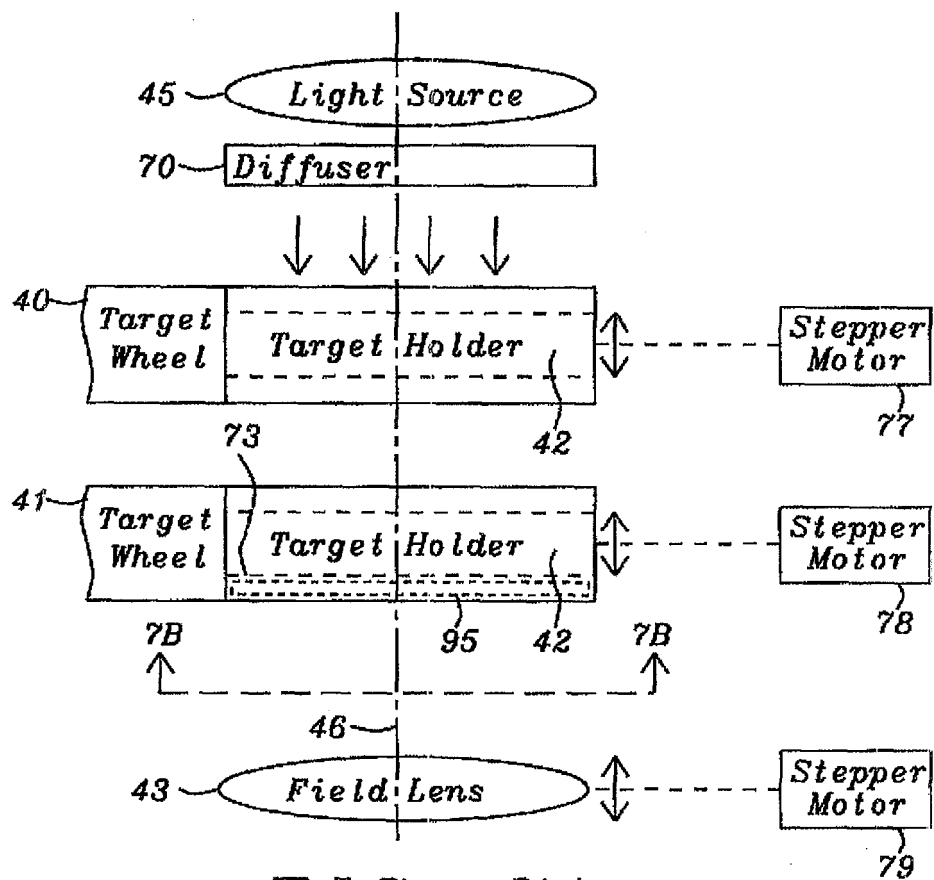 45 Light Source
70 Diffuser
40 Target Wheel
Target Holder
Stepper Motor
42
77
73
41 Target Wheel
Target Holder
Stepper Motor
95
42
78
7B
7B
46
43 Field Lens
Stepper Motor
79